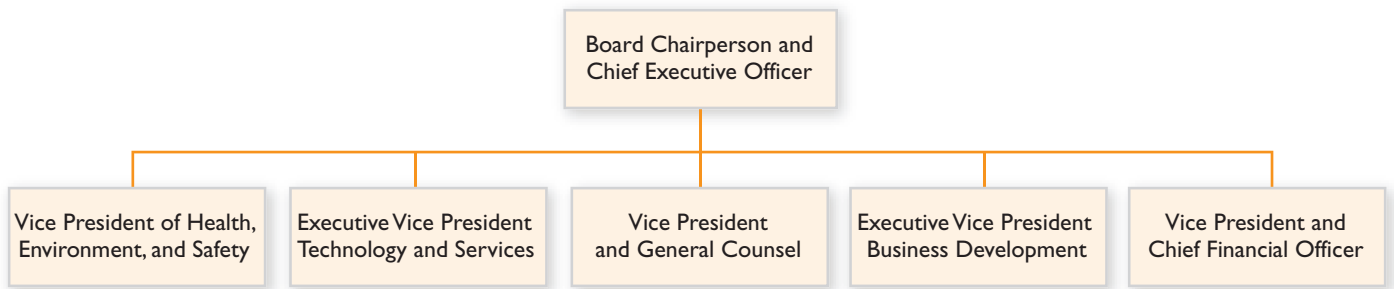 Board Chairperson and
Chief Executive Officer
Vice President of Health,
Environment, and Safety
Executive Vice President
Technology and Services
Vice President
and General Counsel
Executive Vice President
Business Development
Vice President and
Chief Financial Officer